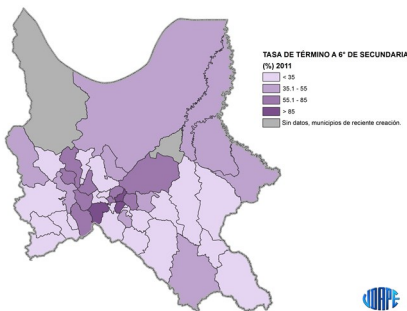 TASA DE TÉRMINO A 6° DE SECUNDARIA
(%) 2011
< 35
35.1 - 55
55.1 - 85
> 85
Sin datos, municipios de reciente creación.
UDAPE